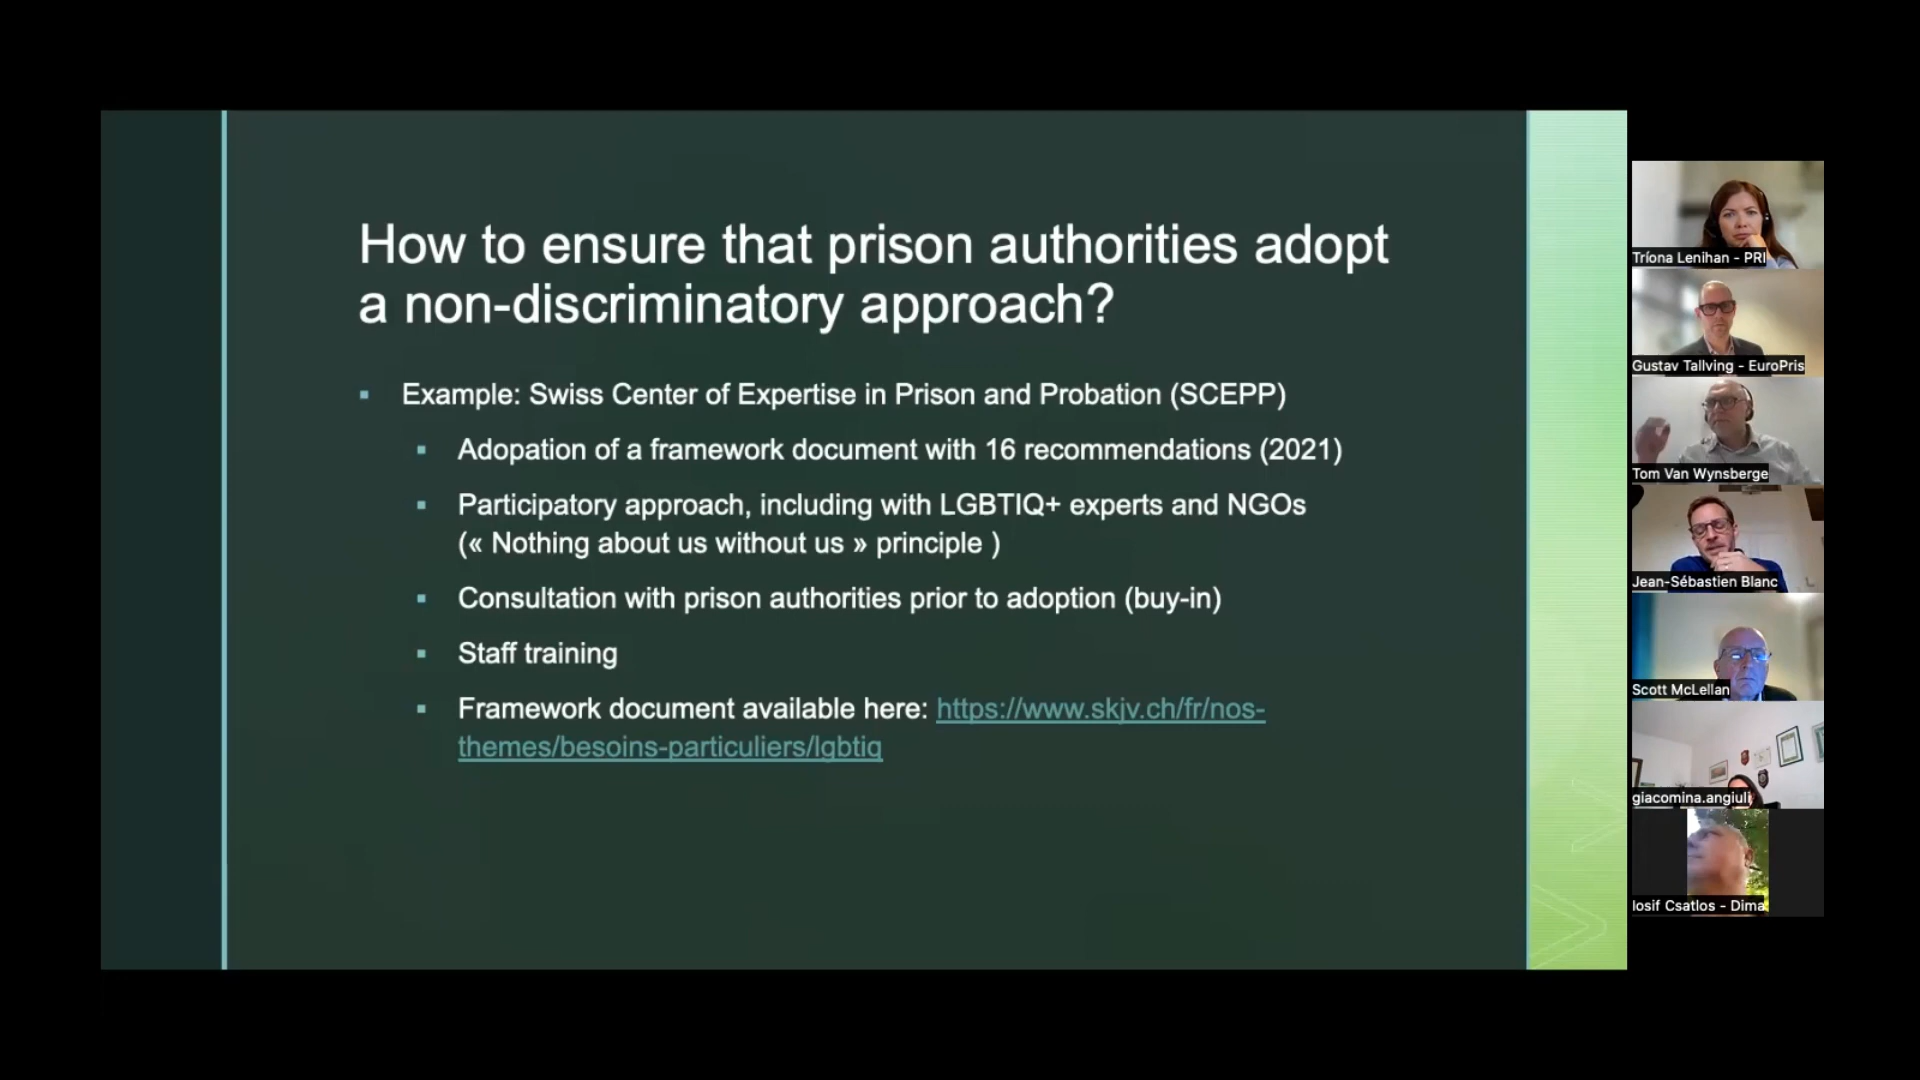 How to ensure that prison authorities adopt
a non-discriminatory approach?
Example: Swiss Center of Expertise in Prison and Probation (SCEPP)
Adopation of a framework document with 16 recommendations (2021)
Participatory approach, including with LGBTIQ+ experts and NGOs
(« Nothing about us without us » principle )
Consultation with prison authorities prior to adoption (buy-in)
Staff training
Framework document available here: https://www.skjv.ch/fr/nos-
themes/besoins-particuliers/lgbtiq
Tríona Lenihan - PRI
Gustav Tallving - EuroPris
Tom Van Wynsberge
Jean-Sébastien Blanc
Scott McLellan
giacomina.angiuli
Iosif Csatlos - Dima